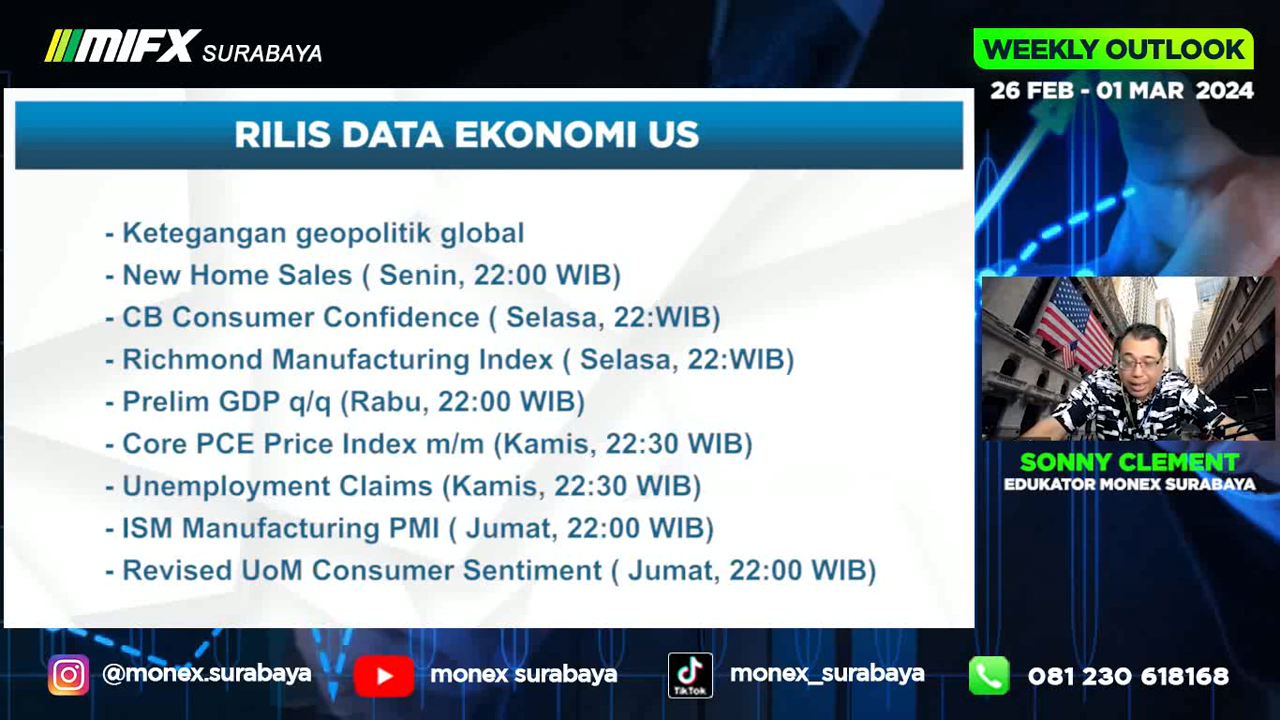 MIFX SURABAYA
WEEKLY OUTLOOK
26 FEB - 01 MAR 2024
RILIS DATA EKONOMI US
- Ketegangan geopolitik global
- New Home Sales ( Senin, 22:00 WIB)
- CB Consumer Confidence ( Selasa, 22:WIB)
- Richmond Manufacturing Index ( Selasa, 22:WIB)
- Prelim GDP q/q (Rabu, 22:00 WIB)
- Core PCE Price Index m/m (Kamis, 22:30 WIB)
- Unemployment Claims (Kamis, 22:30 WIB)
- ISM Manufacturing PMI ( Jumat, 22:00 WIB)
- Revised UoM Consumer Sentiment ( Jumat, 22:00 WIB)
SONNY CLEMENT
EDUKATOR MONEX SURABAYA
@monex.surabaya
monex surabaya
TikTok
monex_surabaya
081 230 618168